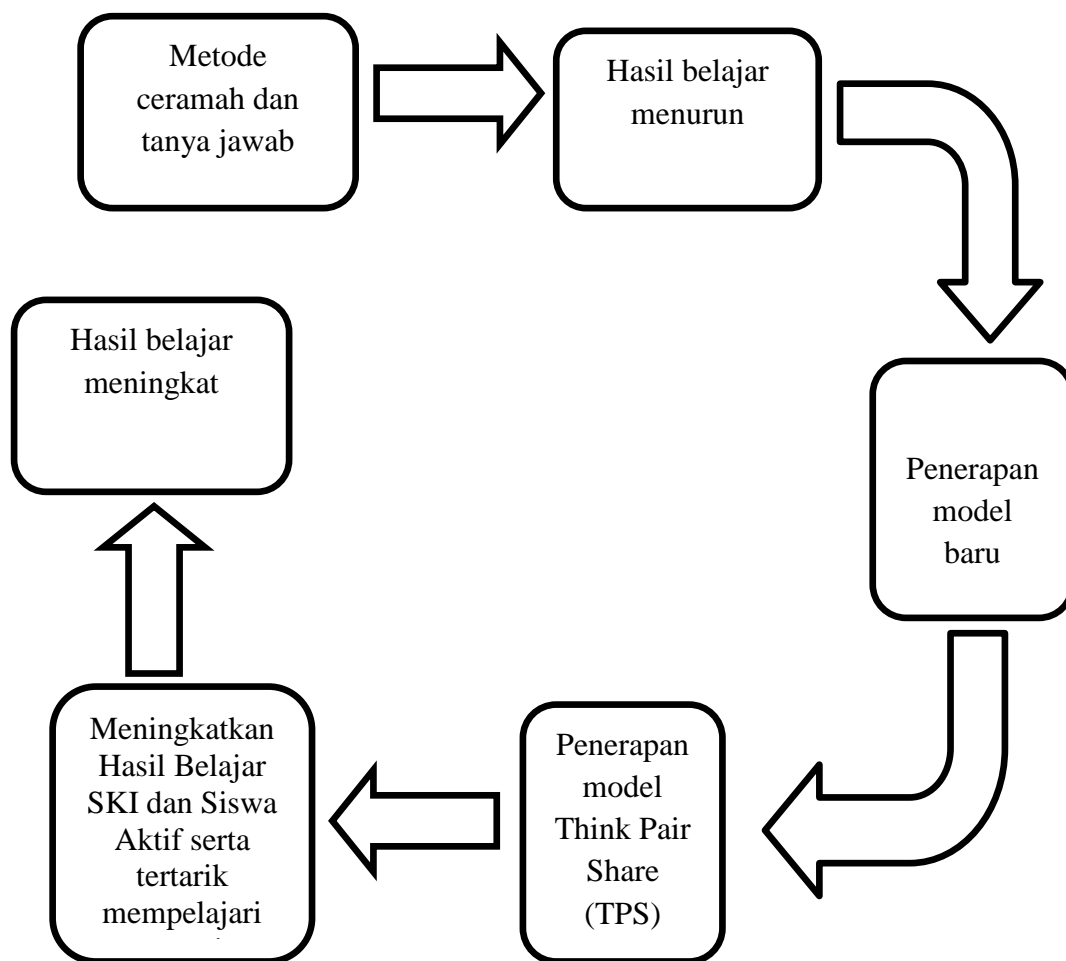 Metode
ceramah dan
tanya jawab
Hasil belajar
menurun
Penerapan
model
baru
Penerapan
model
Think Pair
Share
(TPS)
Meningkatkan
Hasil Belajar
SKI dan Siswa
Aktif serta
tertarik
mempelajari
Hasil belajar
meningkat